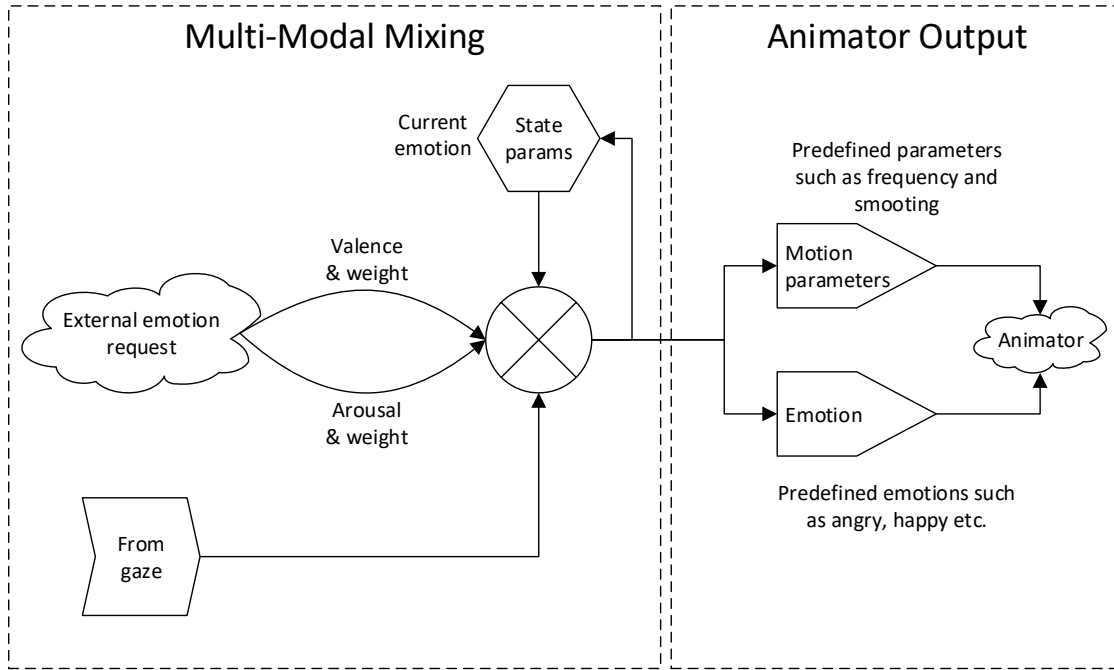 Multi-Modal Mixing
Current
emotion
State
params
Valence
& weight
External emotion
request
Arousal
& weight
From
gaze
Animator Output
Predefined parameters
such as frequency and
smooting
Motion
parameters
Animator
Emotion
Predefined emotions such
as angry, happy etc.